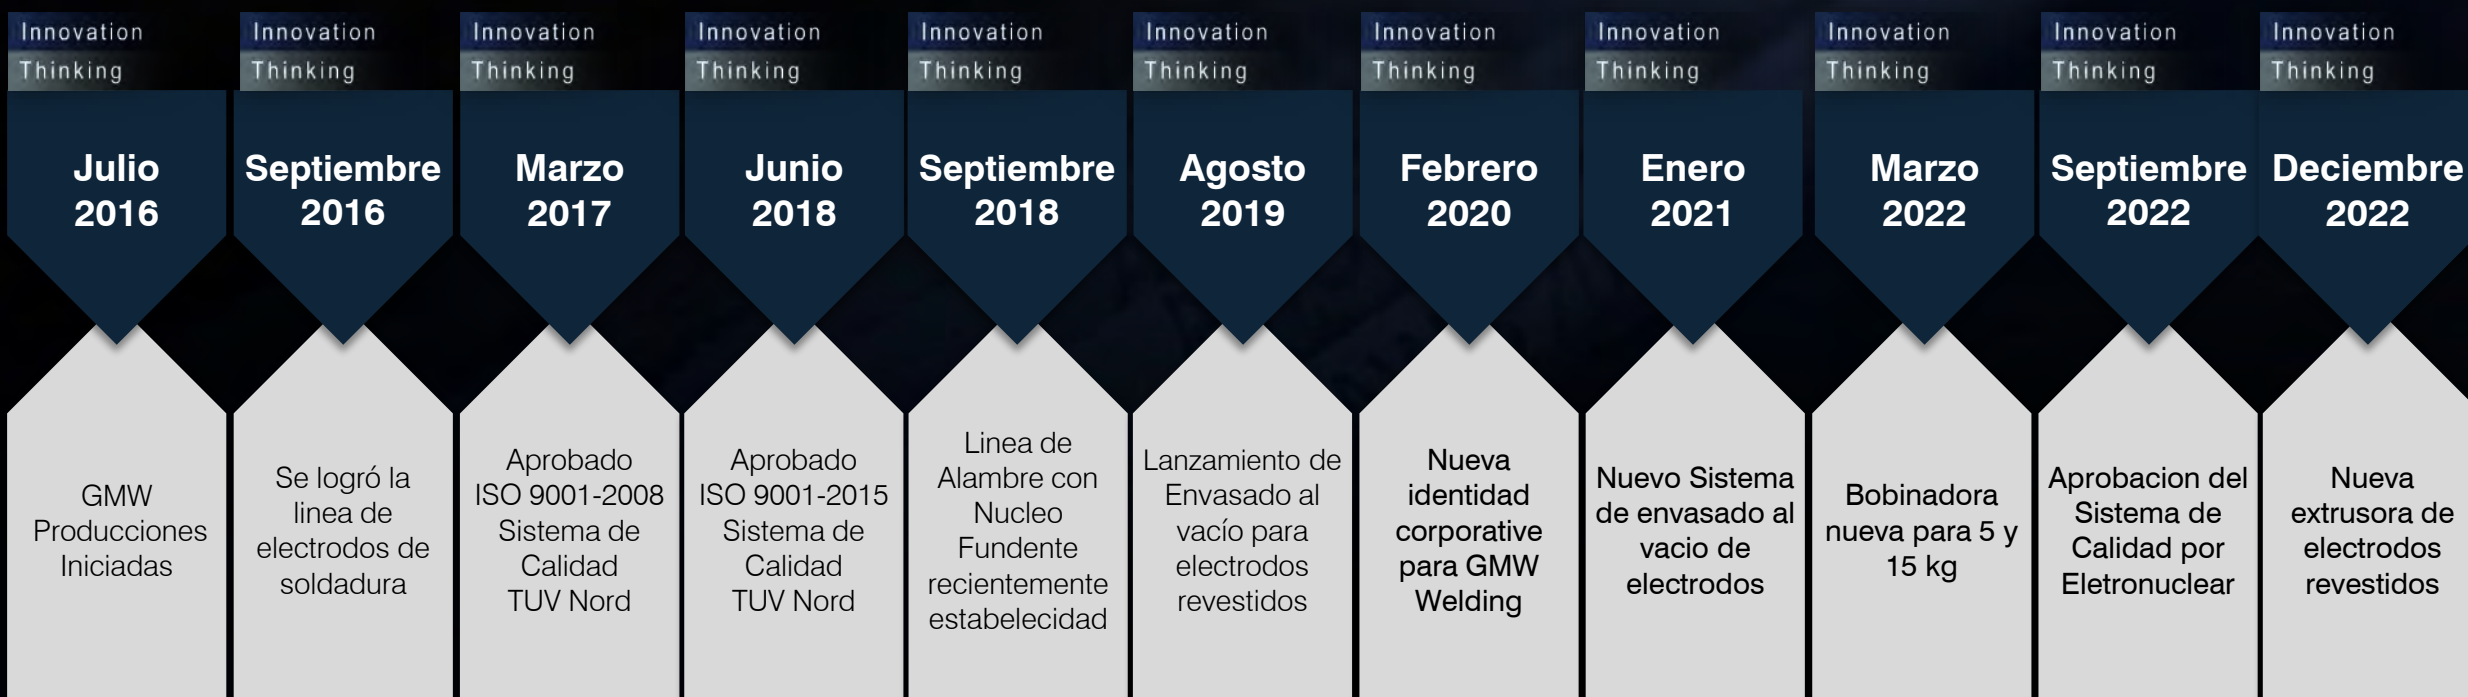 Innovation
Thinking
Julio
2016
GMW
Producciones
Iniciadas
Innovation
Thinking
Septiembre
2016
Se logró la
linea de
electrodos de
soldadura
Innovation
Thinking
Marzo
2017
Aprobado
ISO 9001-2008
Sistema de
Calidad
TUV Nord
Innovation
Thinking
Junio
2018
Aprobado
ISO 9001-2015
Sistema de
Calidad
TUV Nord
Innovation
Thinking
Septiembre
2018
Linea de
Alambre con
Nucleo
Fundente
recientemente
estabelecidad
Innovation
Thinking
Agosto
2019
Lanzamiento de
Envasado al
vacío para
electrodos
revestidos
Innovation
Thinking
Febrero
2020
Nueva
identidad
corporative
para GMW
Welding
Innovation
Thinking
Enero
2021
Nuevo Sistema
de envasado al
vacio de
electrodos
Innovation
Thinking
Marzo
2022
Bobinadora
nueva para 5 y
15 kg
Innovation
Thinking
Septiembre
2022
Aprobacion del
Sistema de
Calidad por
Eletronuclear
Innovation
Thinking
Deciembre
2022
Nueva
extrusora de
electrodos
revestidos